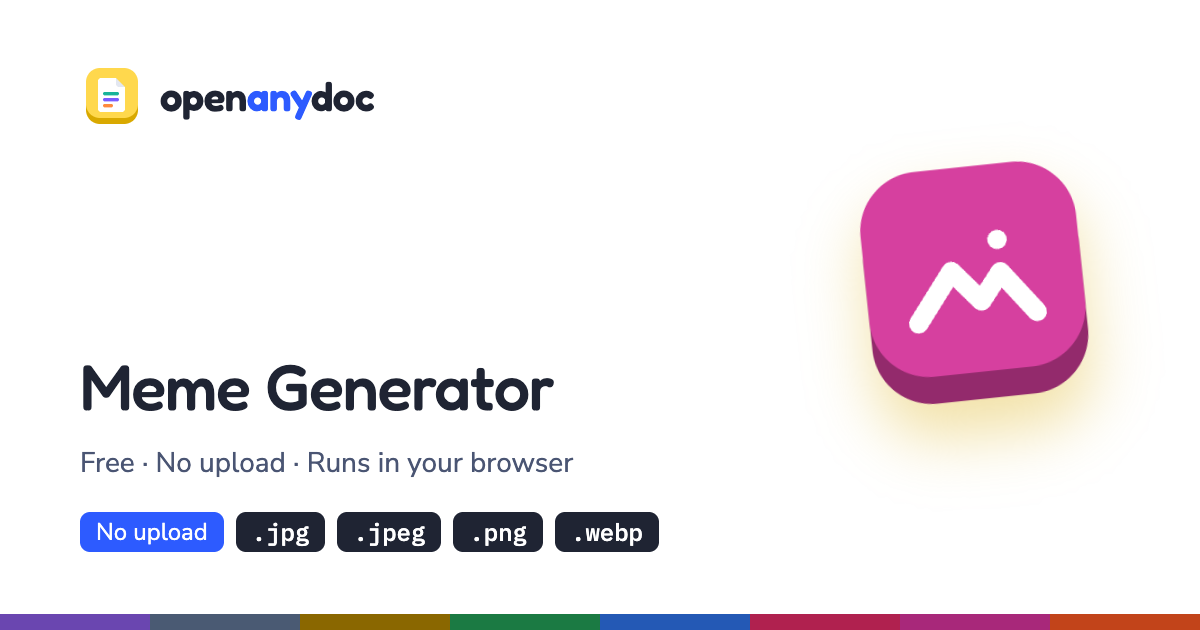 openanydoc
Meme Generator
Free · No upload · Runs in your browser
No upload .jpg .jpeg .png .webp